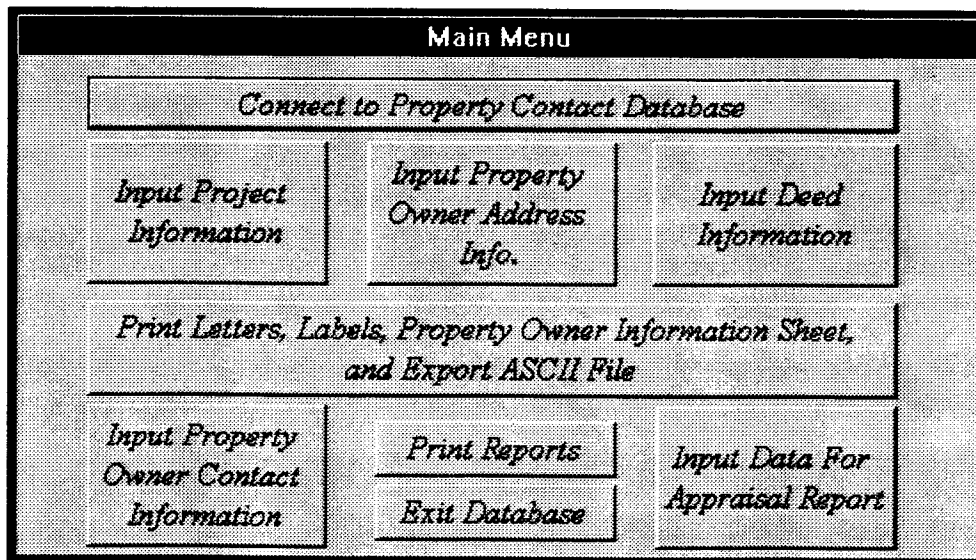 Main Menu
Connect to Property Contact Database
Input Project
Information
Input Property
Owner Address
Info.
Input Deed
Information
Print Letters, Labels, Property Owner Information Sheet,
and Export ASCII File
Input Property
Owner Contact
Information
Print Reports
Exit Database
Input Data For
Appraisal Report